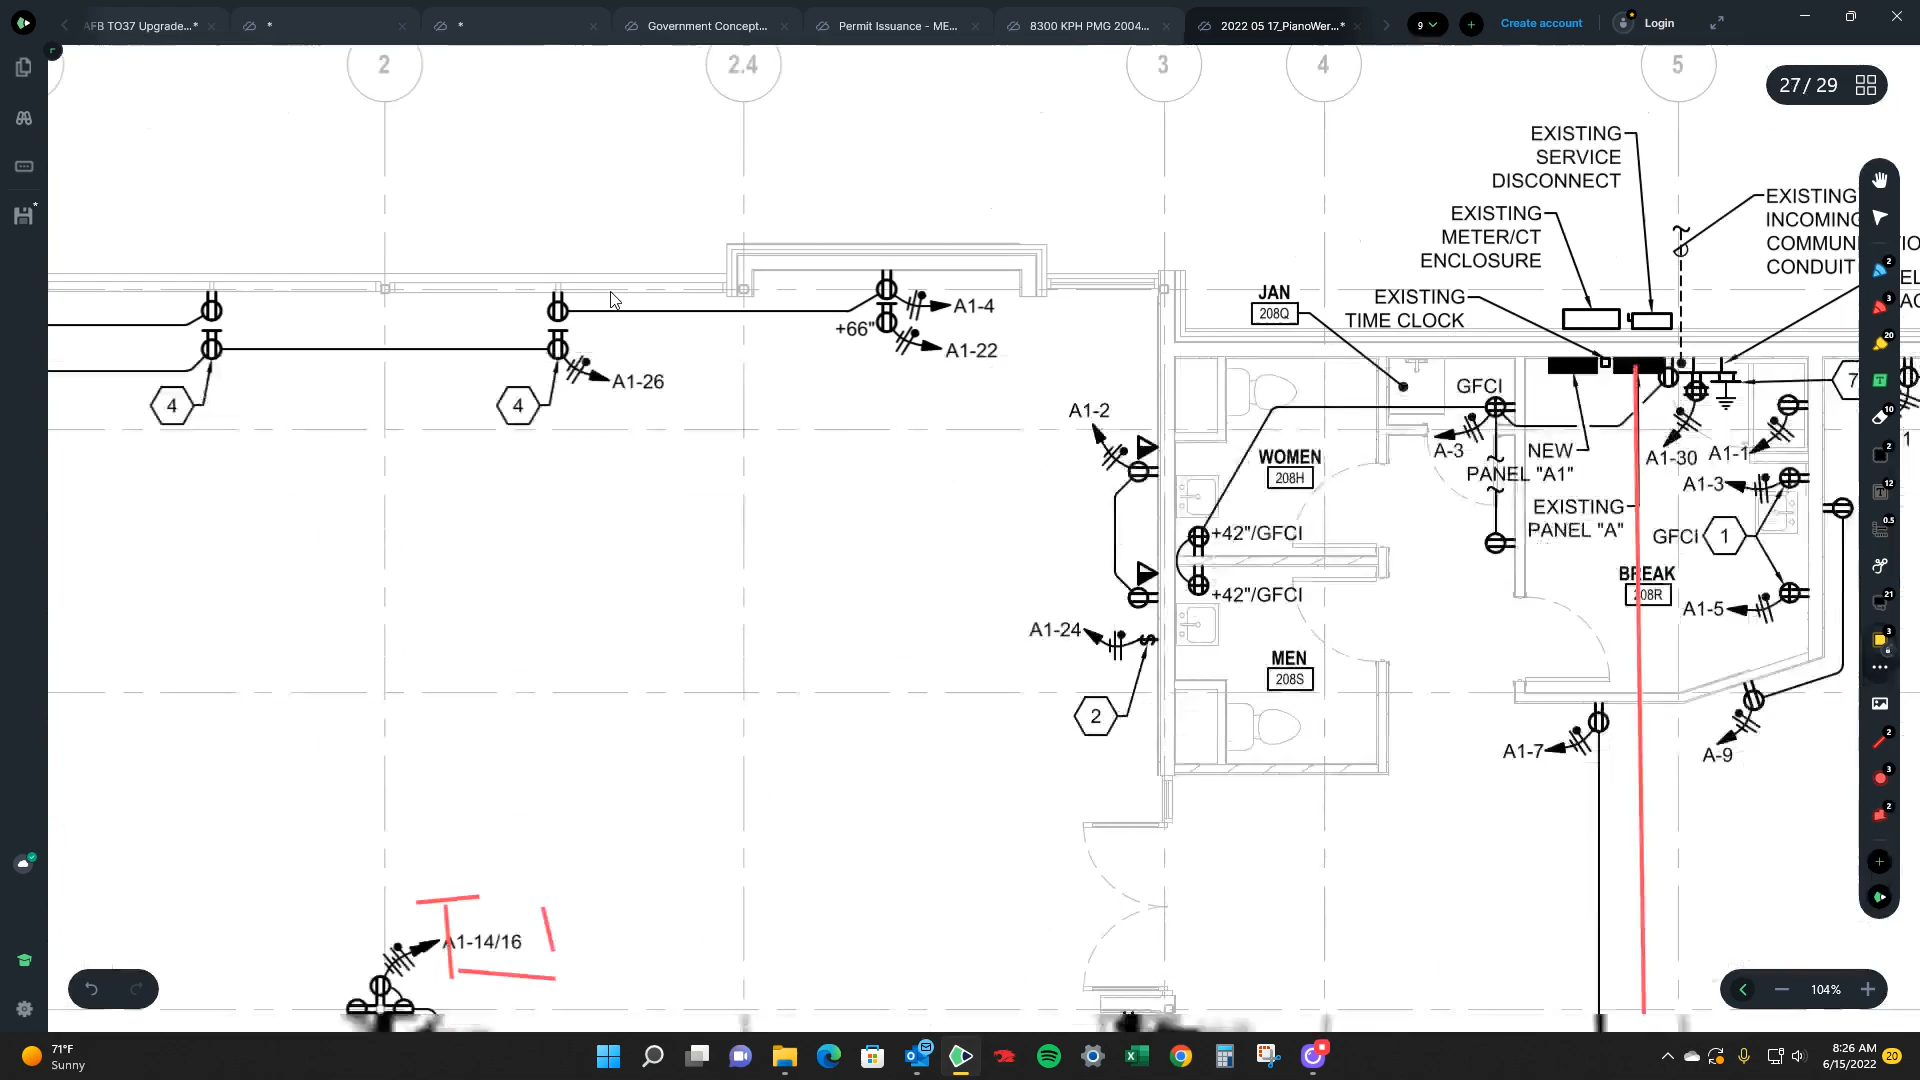 AFB TO37 Upgrade... *
*
*
Government Concept...
Permit Issuance - ME...
8300 KPH PMG 2004...
2022 05 17_PianoWer... *
9
Create account
Login
2
2.4
3
4
5
27 / 29
EXISTING
SERVICE
DISCONNECT
EXISTING
METER/CT
ENCLOSURE
EXISTING
TIME CLOCK
EXISTING
INCOMING
CONDUIT
JAN
208Q
A1-4
+66"
A1-22
A1-26
4
4
A1-2
GFCI
A-3
NEW
PANEL "A1"
EXISTING
PANEL "A"
A1-30
A1-1
A1-3
7
1
WOMEN
208H
+42"/GFCI
+42"/GFCI
GFCI
1
BREAK
208R
A1-5
A1-24
2
MEN
208S
A1-7
A-9
A1-14/16
104%
71°F
Sunny
8:26 AM
6/15/2022
20